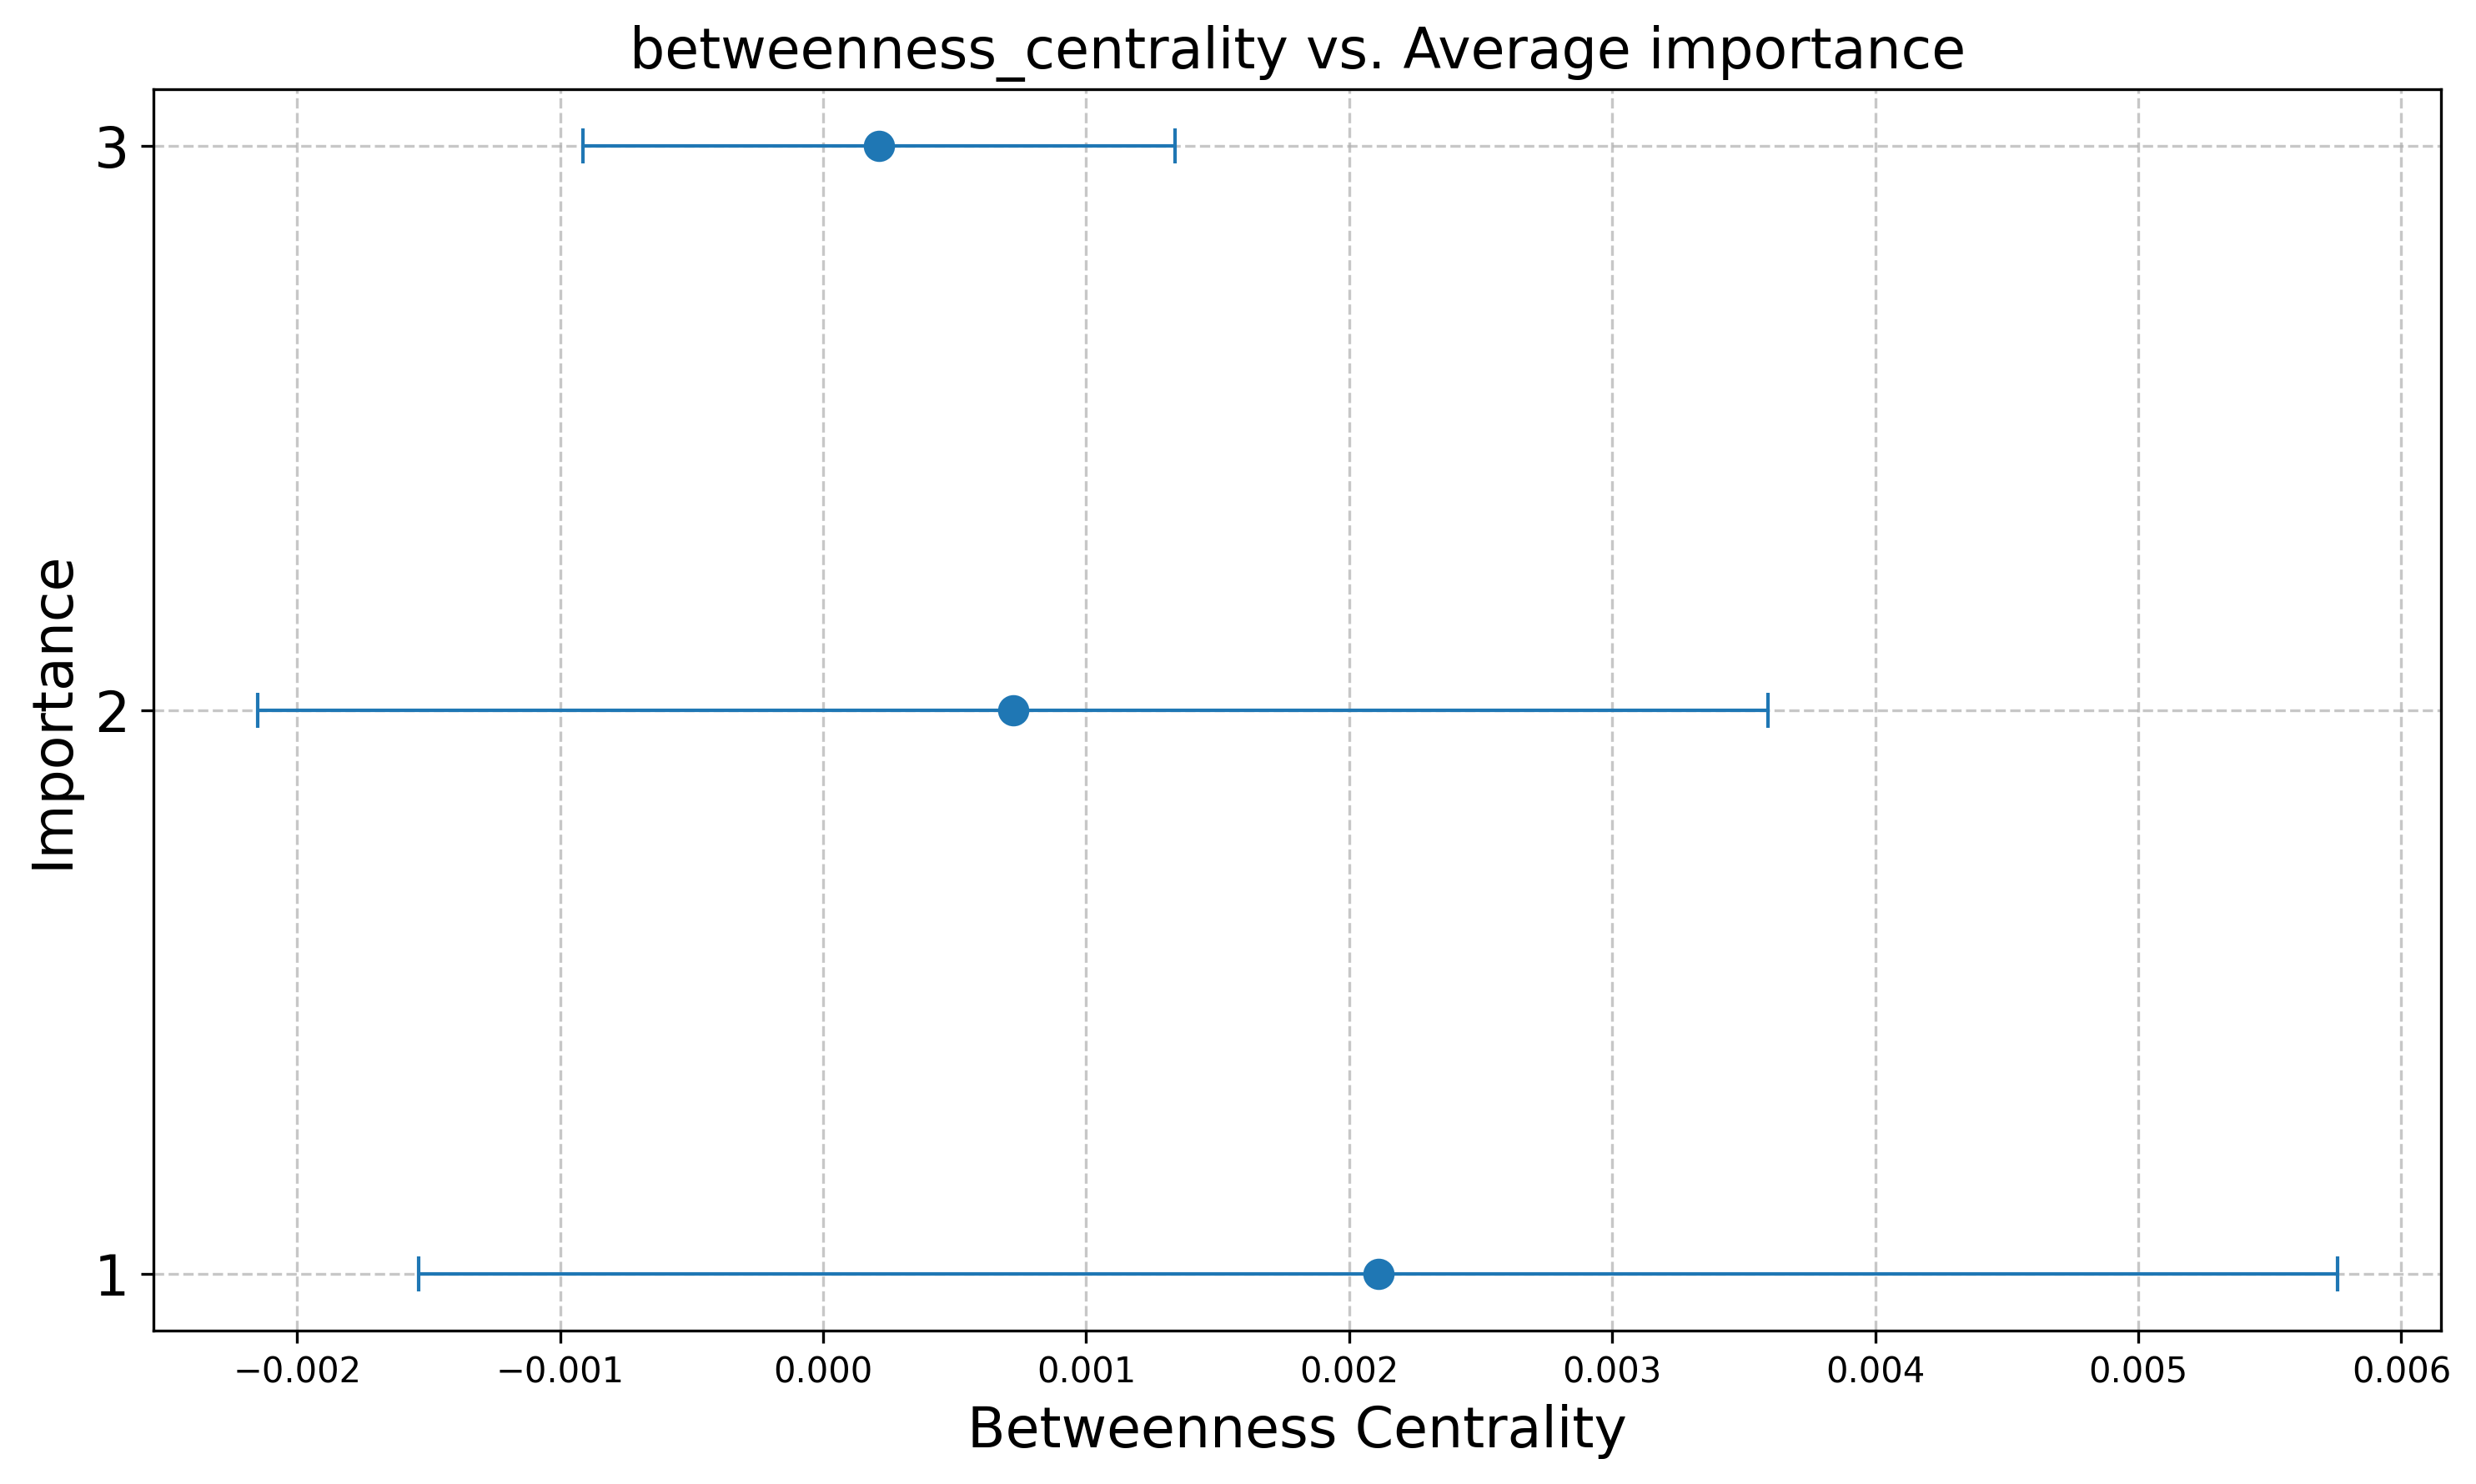 betweenness_centrality vs. Average importance
3
2
1
Importance
−0.002 −0.001 0.000 0.001 0.002 0.003 0.004 0.005 0.006
Betweenness Centrality